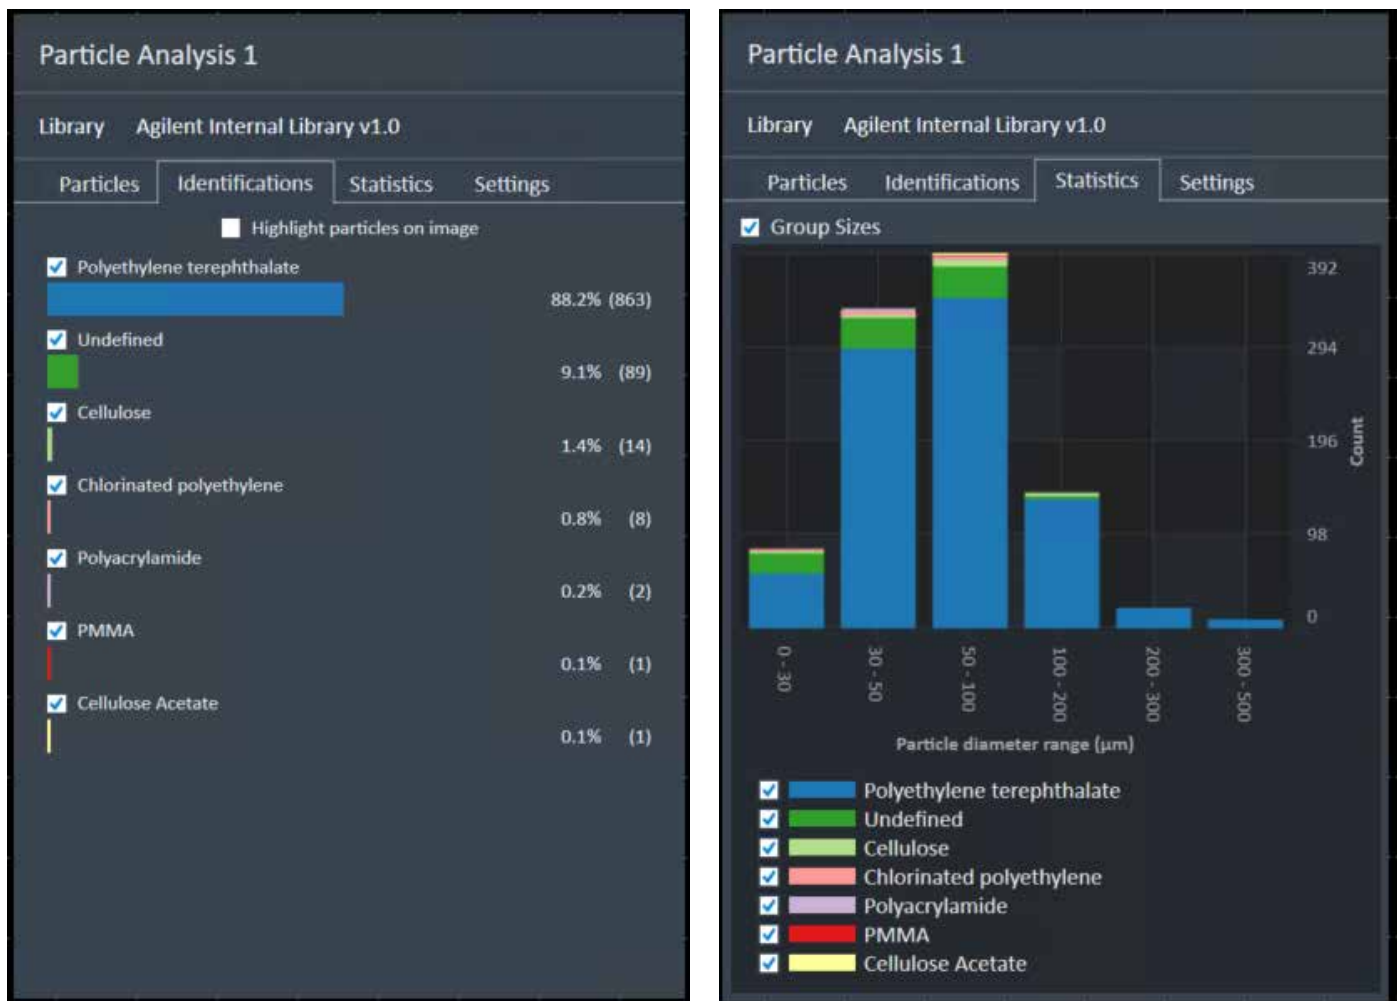 Particle Analysis 1
Library Agilent Internal Library v1.0
Particles Identifications Statistics Settings
Highlight particles on image
Polyethylene terephthalate
88.2% (863)
Undefined
9.1% (89)
Cellulose
1.4% (14)
Chlorinated polyethylene
0.8% (8)
Polyacrylamide
0.2% (2)
PMMA
0.1% (1)
Cellulose Acetate
0.1% (1)
Particle Analysis 1
Library Agilent Internal Library v1.0
Particles Identifications Statistics Settings
Group Sizes
392
294
196
98
0
Count
0 - 30
30 - 50
50 - 100
100 - 200
200 - 300
300 - 500
Particle diameter range (µm)
Polyethylene terephthalate
Undefined
Cellulose
Chlorinated polyethylene
Polyacrylamide
PMMA
Cellulose Acetate